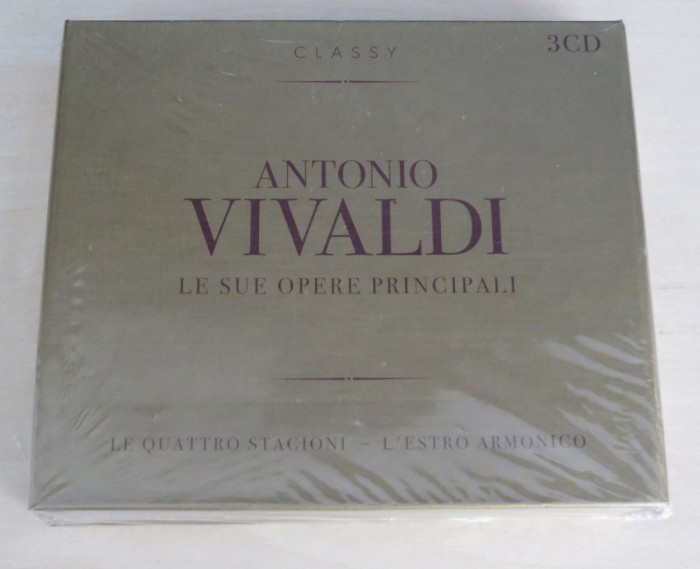 CLASSY
3CD
ANTONIO
VIVALDI
LE SUE OPERE PRINCIPALI
LE QUATTRO STAGIONI – L'ESTRO ARMONICO